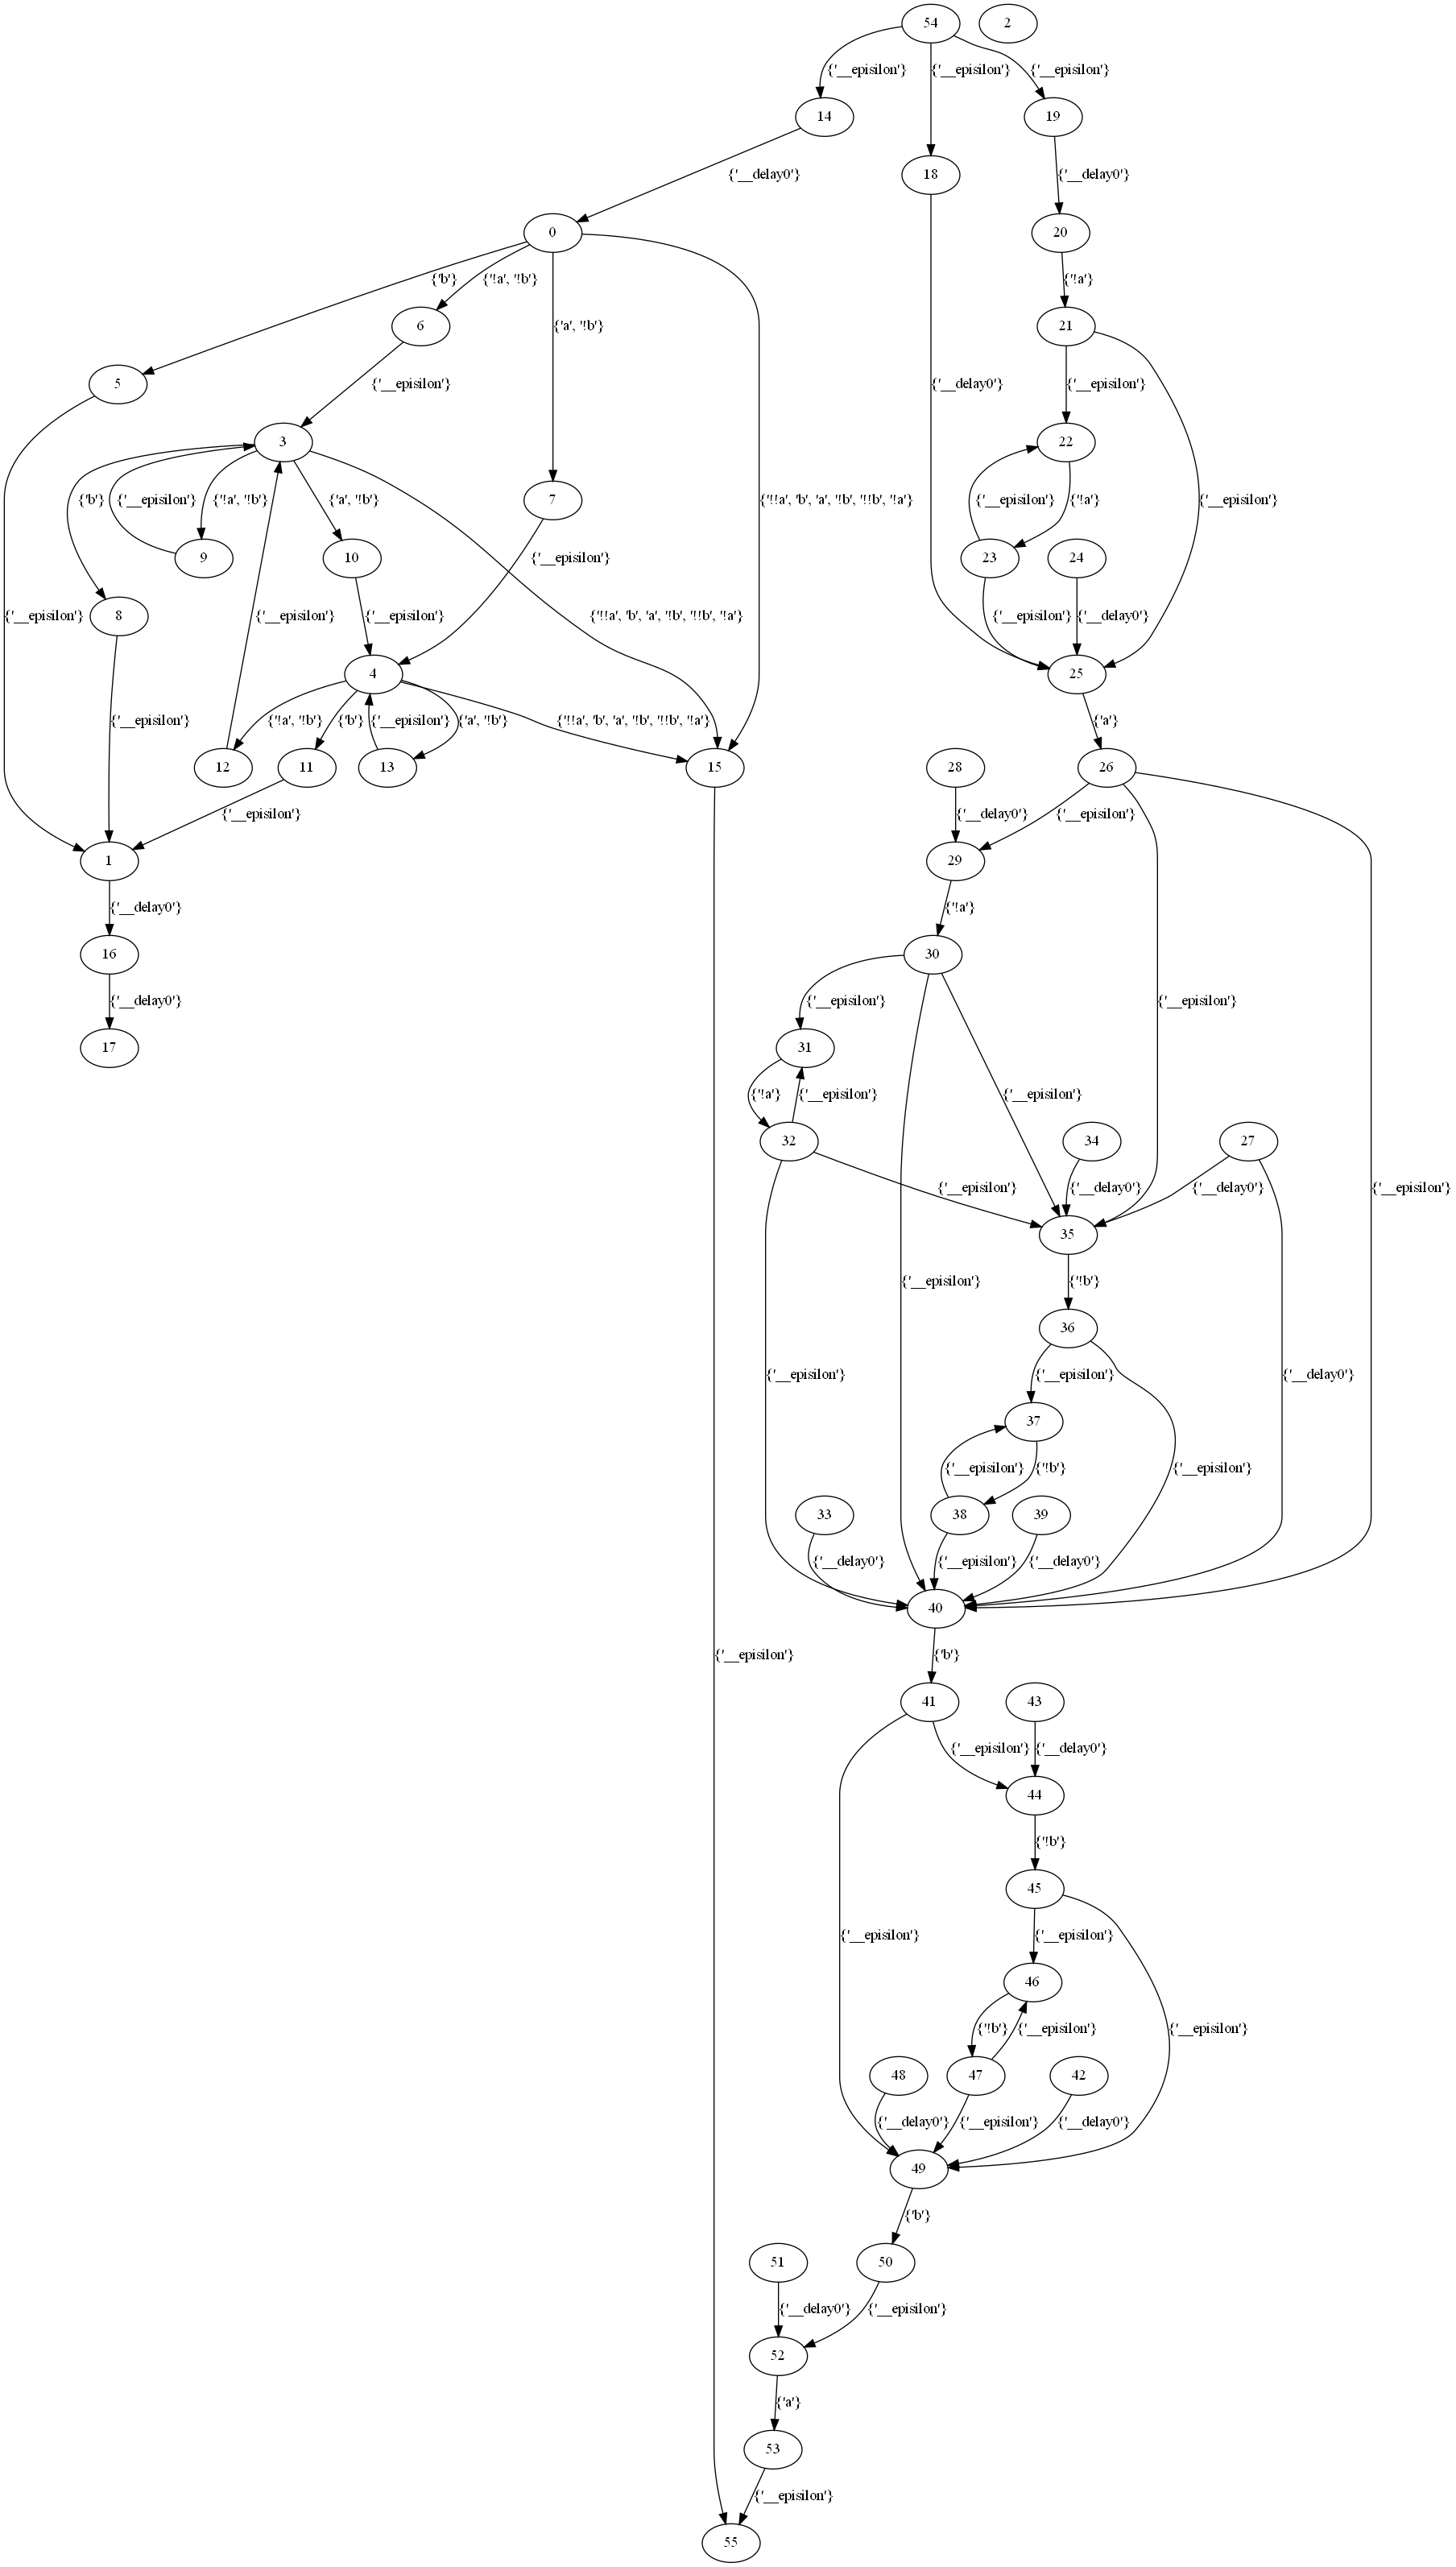 54 2
{'__episilon'} {'__episilon'} {'__episilon'}
14 19
{'__delay0'} 18 {'__delay0'}
0 20
{'b'} {'!a', '!b'} {'!a'}
6 {'a', '!b'} 21
5 {'__episilon'} {'__delay0'} {'__episilon'}
3 22
{'b'} {'__episilon'} {'!a', '!b'} {'a', '!b'} 7 {'!!a', 'b', 'a', '!b', '!!b', '!a'} {'__episilon'} {'!a'} {'__episilon'}
9 10 {'__episilon'} 23 24
{'__episilon'} 8 {'__episilon'} {'__episilon'} {'!!a', 'b', 'a', '!b', '!!b', '!a'} {'__episilon'} {'__delay0'}
4 25
{'__episilon'} {'!a', '!b'} {'b'} {'__episilon'} {'a', '!b'} {'!!a', 'b', 'a', '!b', '!!b', '!a'} {'a'}
12 11 13 15 28 26
{'__episilon'} {'__delay0'} {'__episilon'}
1 29
{'__delay0'} {'!a'}
16 30
{'__delay0'} {'__episilon'} {'__episilon'}
17 31
{'!a'} {'__episilon'} {'__episilon'}
32 34 27
{'__episilon'} {'__delay0'} {'__delay0'} {'__episilon'}
35
{'__episilon'} {'!b'}
36
{'__episilon'} {'__episilon'} {'__delay0'}
37
{'__episilon'} {'!b'} {'__episilon'}
33 38 39
{'__delay0'} {'__episilon'} {'__delay0'}
40
{'__episilon'} {'b'}
41 43
{'__episilon'} {'__delay0'}
44
{'!b'}
45
{'__episilon'} {'__episilon'}
46
{'!b'} {'__episilon'} {'__episilon'}
48 47 42
{'__delay0'} {'__episilon'} {'__delay0'}
49
{'b'}
51 50
{'__delay0'} {'__episilon'}
52
{'a'}
53
{'__episilon'}
55